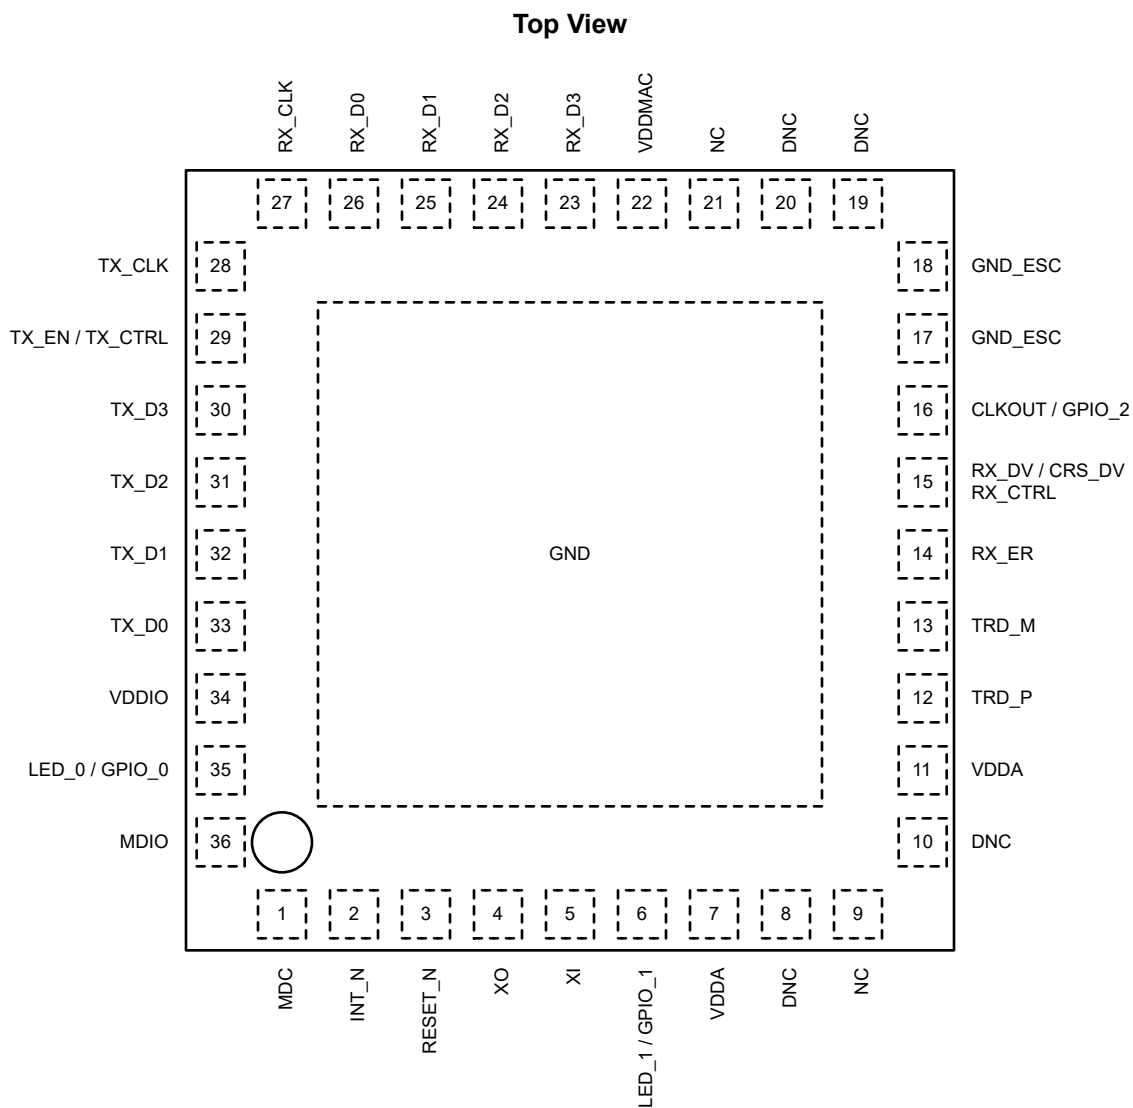 Top View
RX_CLK
RX_D0
RX_D1
RX_D2
RX_D3
VDDMAC
NC
DNC
DNC
27
26
25
24
23
22
21
20
19
TX_CLK
28
18
GND_ESC
TX_EN / TX_CTRL
29
17
GND_ESC
TX_D3
30
16
CLKOUT / GPIO_2
TX_D2
31
15
RX_DV / CRS_DV
RX_CTRL
TX_D1
32
GND
14
RX_ER
TX_D0
33
13
TRD_M
VDDIO
34
12
TRD_P
LED_0 / GPIO_0
35
11
VDDA
MDIO
36
10
DNC
1
2
3
4
5
6
7
8
9
MDC
INT_N
RESET_N
XO
XI
LED_1 / GPIO_1
VDDA
DNC
NC